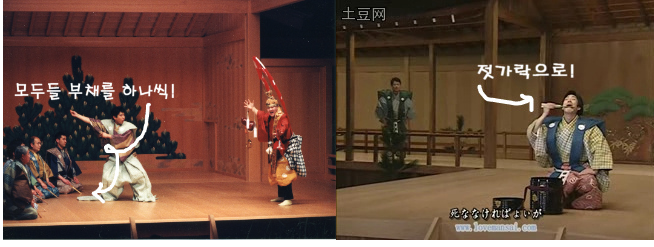 모두들 부채를 하나씩!
土豆网
젓가락으로!
死ななければよいが
www.lovemansai.com